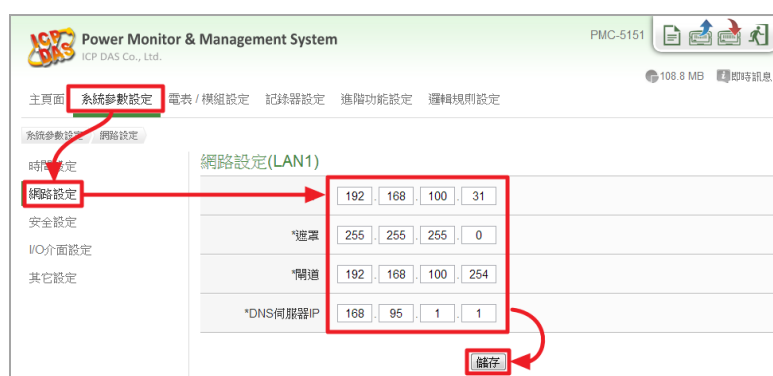 ICP DAS
Power Monitor & Management System
ICP DAS Co., Ltd.
PMC-5151
108.8 MB 即時訊息
主頁面 系統參數設定 電表 / 模組設定 記錄器設定 進階功能設定 邏輯規則設定
系統參數設定 網路設定
時間設定
網路設定
安全設定
I/O介面設定
其它設定
網路設定(LAN1)
192 . 168 . 100 . 31
*遮罩 255 . 255 . 255 . 0
*閘道 192 . 168 . 100 . 254
*DNS伺服器IP 168 . 95 . 1 . 1
儲存